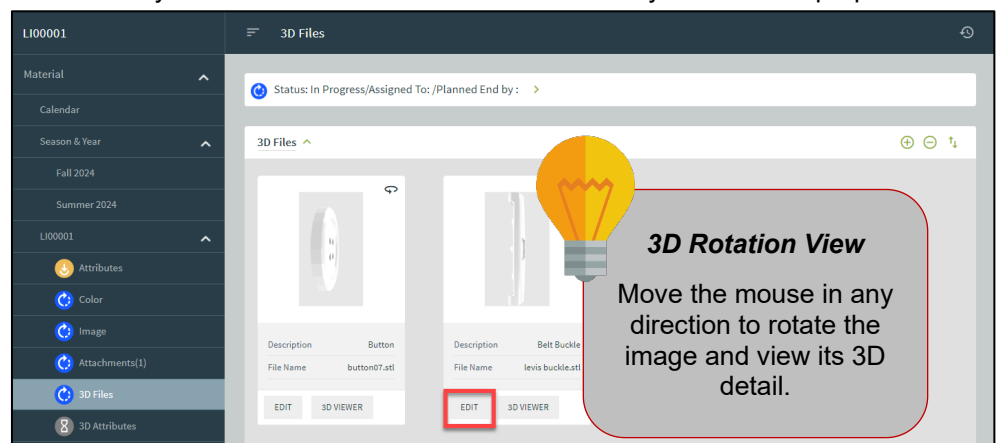 LI00001
3D Files
Material
Calendar
Season & Year
Fall 2024
Summer 2024
LI00001
Attributes
Color
Image
Attachments(1)
3D Files
3D Attributes
Status: In Progress/Assigned To: /Planned End by :
3D Files
Description Button
File Name button07.stl
EDIT 3D VIEWER
Description Belt Buckle
File Name levis buckle.stl
EDIT 3D VIEWER
3D Rotation View
Move the mouse in any
direction to rotate the
image and view its 3D
detail.